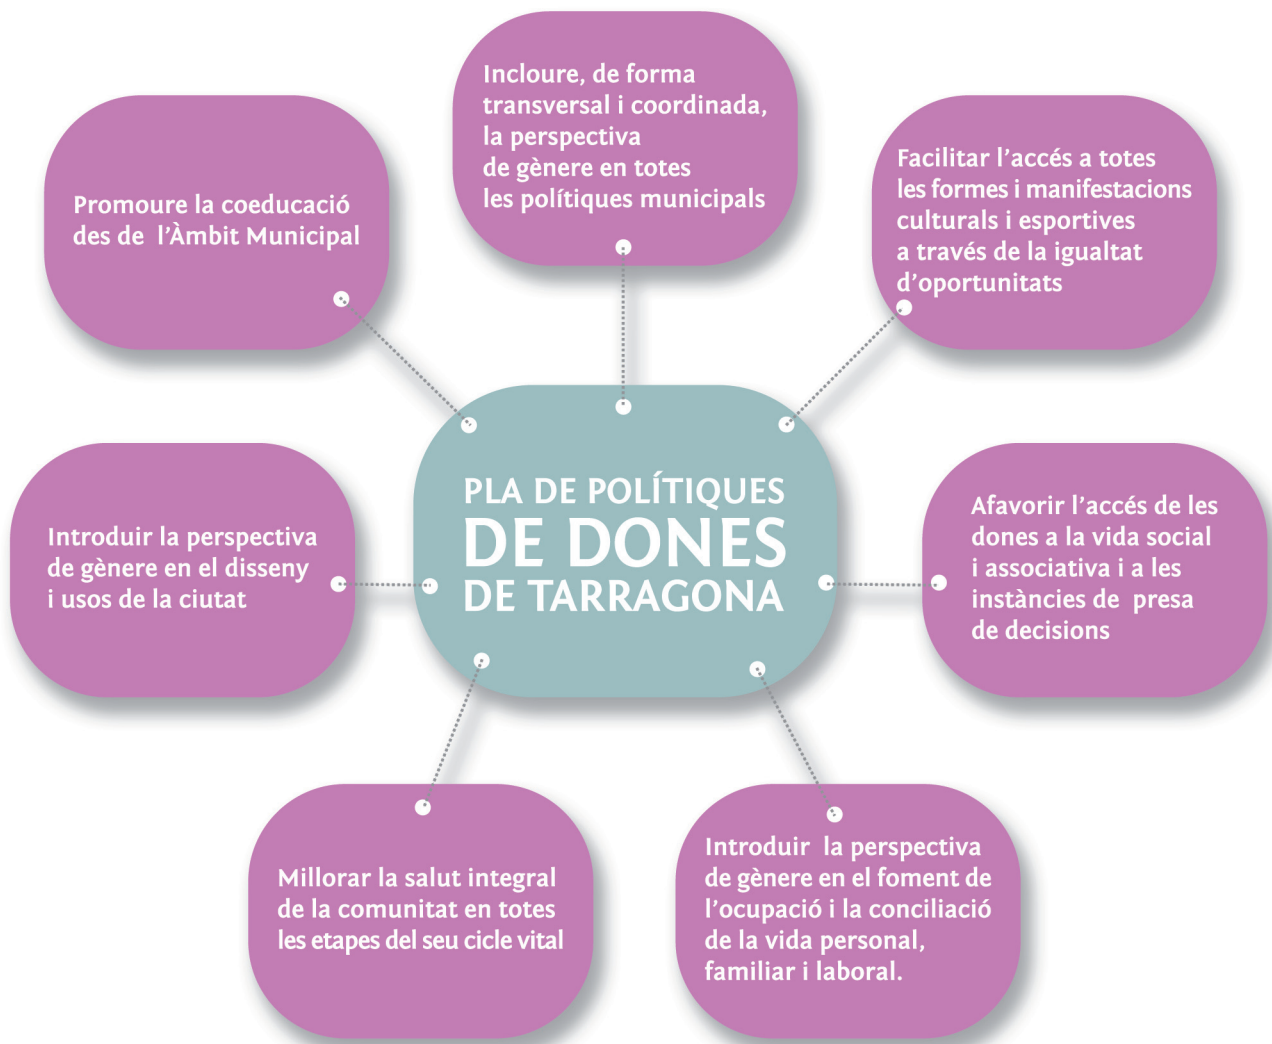 Incloure, de forma
transversal i coordinada,
la perspectiva
de gènere en totes
les polítiques municipals
Facilitar l'accés a totes
les formes i manifestacions
culturals i esportives
a través de la igualtat
d'oportunitats
Afavorir l'accés de les
dones a la vida social
i associativa i a les
instàncies de presa
de decisions
Introduir la perspectiva
de gènere en el foment de
l'ocupació i la conciliació
de la vida personal,
familiar i laboral.
Millorar la salut integral
de la comunitat en totes
les etapes del seu cicle vital
Introduir la perspectiva
de gènere en el disseny
i usos de la ciutat
Promoure la coeducació
des de l'Àmbit Municipal
PLA DE POLÍTIQUES
DE DONES
DE TARRAGONA